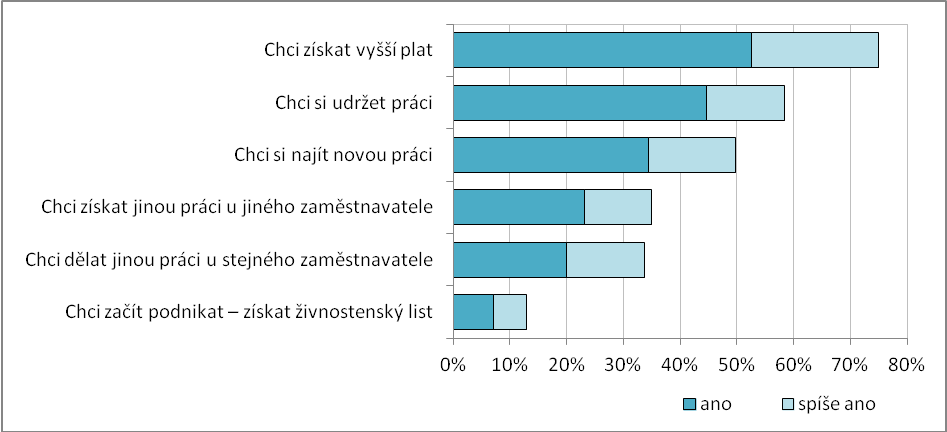 Chci získat vyšší plat
Chci si udržet práci
Chci si najít novou práci
Chci získat jinou práci u jiného zaměstnavatele
Chci dělat jinou práci u stejného zaměstnavatele
Chci začít podnikat – získat živnostenský list
0% 10% 20% 30% 40% 50% 60% 70% 80%
ano spíše ano